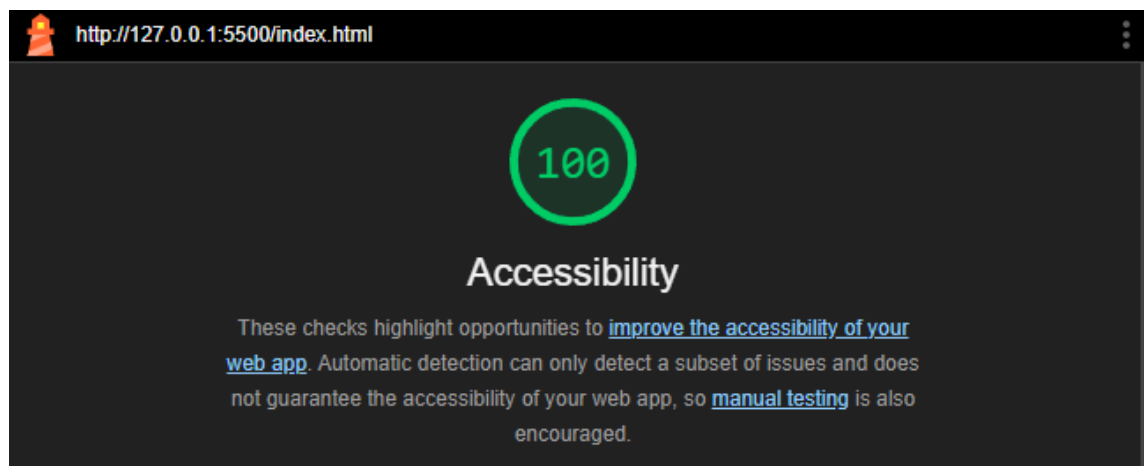 http://127.0.0.1:5500/index.html
100
Accessibility
These checks highlight opportunities to improve the accessibility of your
web app. Automatic detection can only detect a subset of issues and does
not guarantee the accessibility of your web app, so manual testing is also
encouraged.